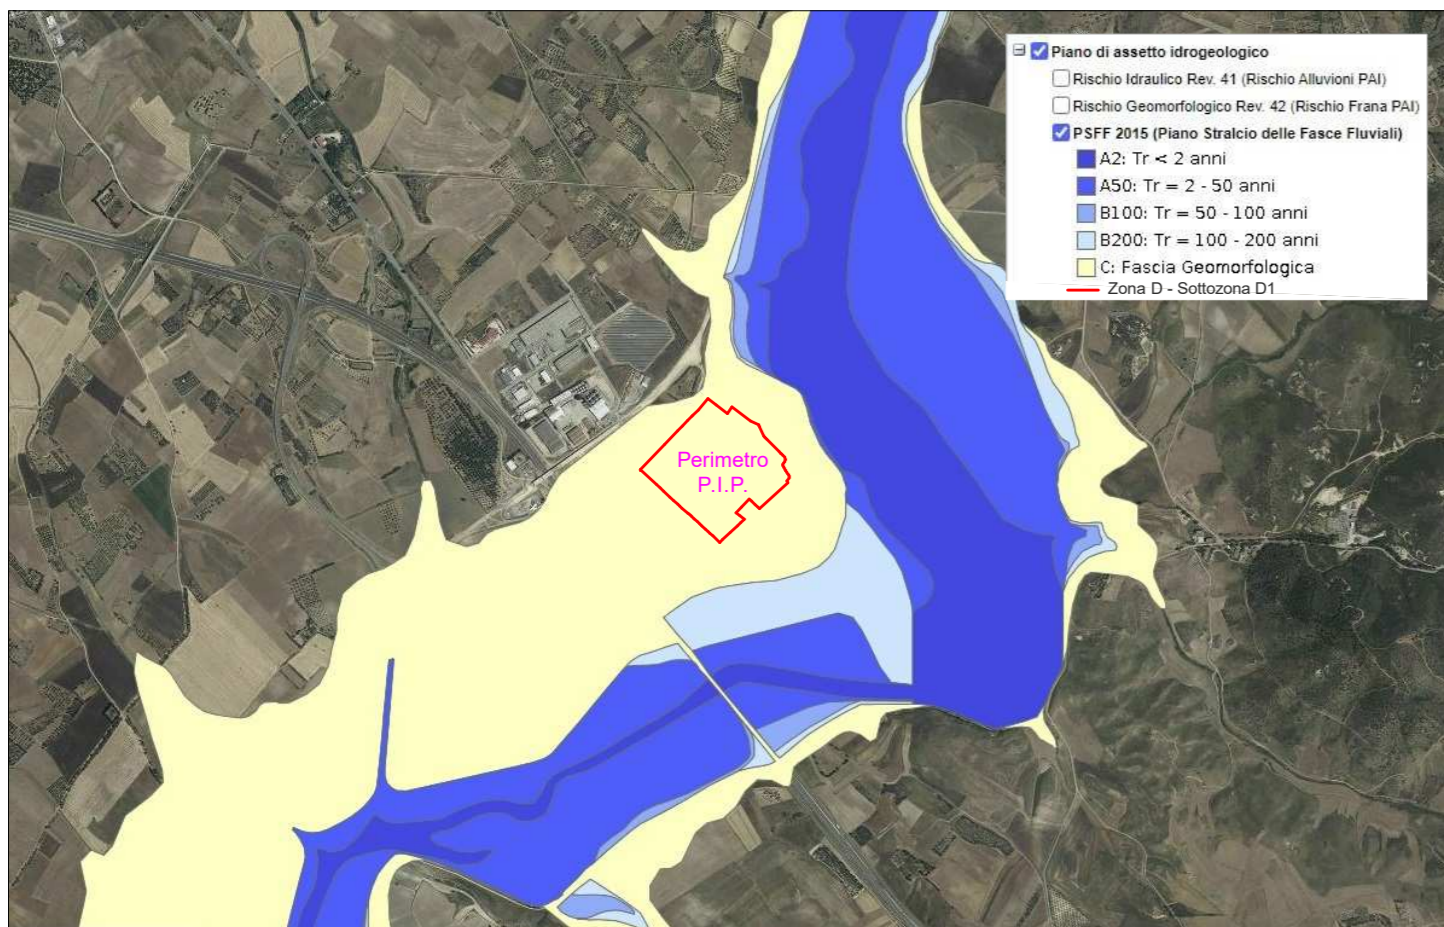 Piano di assetto idrogeologico
Rischio Idraulico Rev. 41 (Rischio Alluvioni PAI)
Rischio Geomorfologico Rev. 42 (Rischio Frana PAI)
PSFF 2015 (Piano Stralcio delle Fasce Fluviali)
A2: Tr < 2 anni
A50: Tr = 2 - 50 anni
B100: Tr = 50 - 100 anni
B200: Tr = 100 - 200 anni
C: Fascia Geomorfologica
Zona D - Sottozona D1
Perimetro
P.I.P.